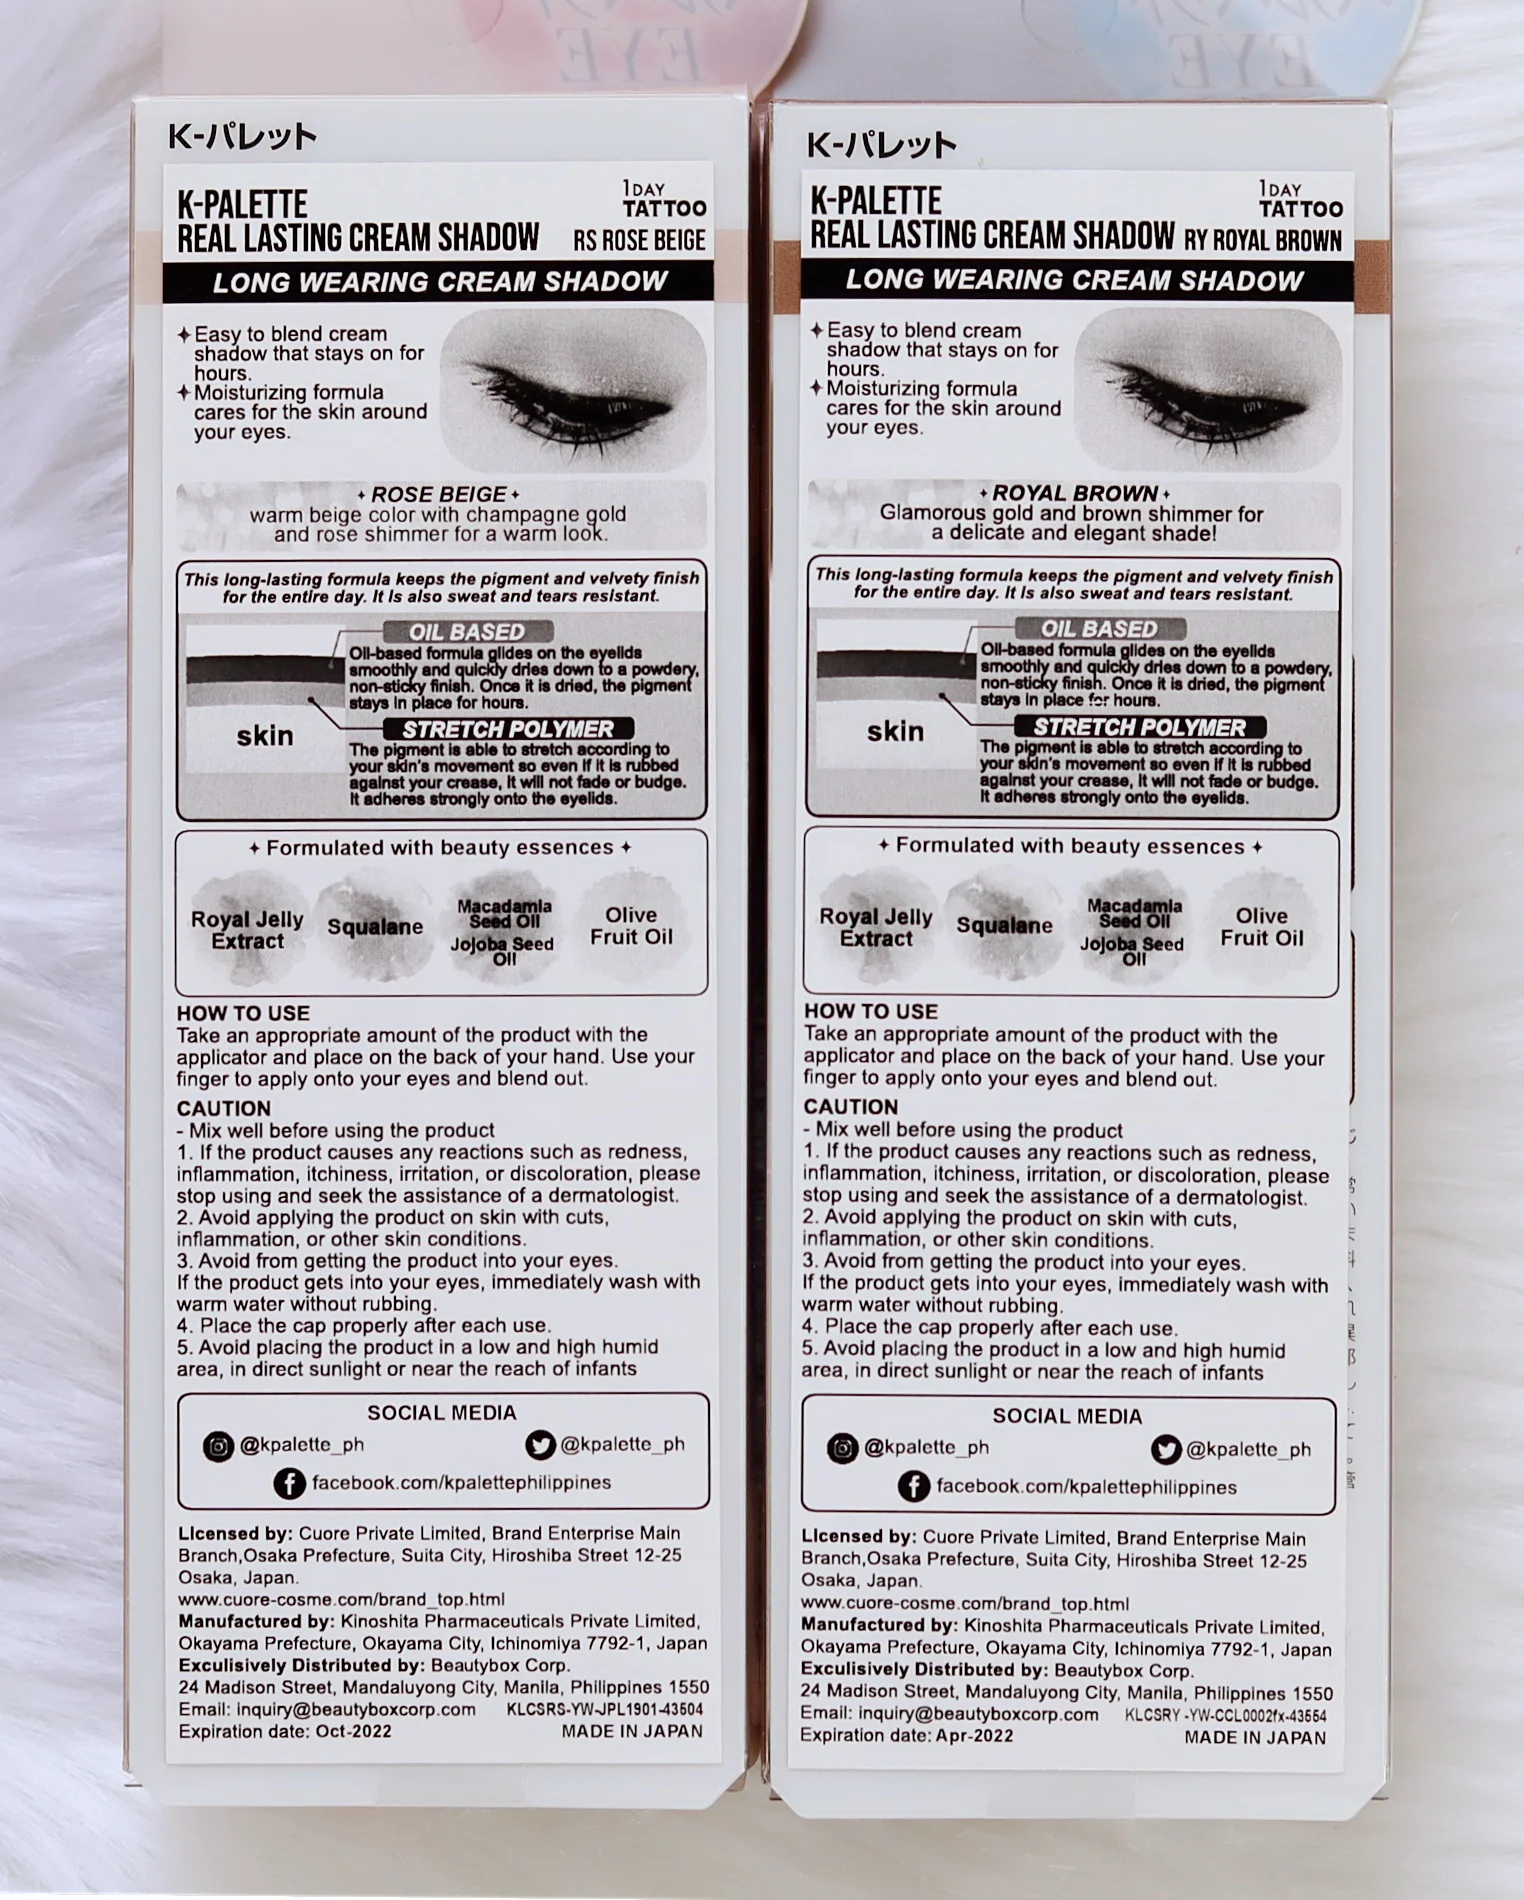 EYE
EYE
K-パレット
K-PALETTE
1DAY
TATTOO
REAL LASTING CREAM SHADOW RS ROSE BEIGE
LONG WEARING CREAM SHADOW
Easy to blend cream
shadow that stays on for
hours.
Moisturizing formula
cares for the skin around
your eyes.
ROSE BEIGE
warm beige color with champagne gold
and rose shimmer for a warm look.
This long-lasting formula keeps the pigment and velvety finish
for the entire day. It is also sweat and tears resistant.
OIL BASED
Oil-based formula glides on the eyelids
smoothly and quickly dries down to a powdery,
non-sticky finish. Once it is dried, the pigment
stays in place for hours.
skin
STRETCH POLYMER
The pigment is able to stretch according to
your skin's movement so even if it is rubbed
against your crease, it will not fade or budge.
It adheres strongly onto the eyelids.
Formulated with beauty essences
Royal Jelly
Extract
Squalane
Macadamia
Seed Oil
Jojoba Seed
Oil
Olive
Fruit Oil
HOW TO USE
Take an appropriate amount of the product with the
applicator and place on the back of your hand. Use your
finger to apply onto your eyes and blend out.
CAUTION
- Mix well before using the product
1. If the product causes any reactions such as redness,
inflammation, itchiness, irritation, or discoloration, please
stop using and seek the assistance of a dermatologist.
2. Avoid applying the product on skin with cuts,
inflammation, or other skin conditions.
3. Avoid from getting the product into your eyes.
If the product gets into your eyes, immediately wash with
warm water without rubbing.
4. Place the cap properly after each use.
5. Avoid placing the product in a low and high humid
area, in direct sunlight or near the reach of infants
SOCIAL MEDIA
@kpalette_ph @kpalette_ph
facebook.com/kpalettephilippines
Licensed by: Cuore Private Limited, Brand Enterprise Main
Branch,Osaka Prefecture, Suita City, Hiroshiba Street 12-25
Osaka, Japan.
www.cuore-cosme.com/brand_top.html
Manufactured by: Kinoshita Pharmaceuticals Private Limited,
Okayama Prefecture, Okayama City, Ichinomiya 7792-1, Japan
Exculisively Distributed by: Beautybox Corp.
24 Madison Street, Mandaluyong City, Manila, Philippines 1550
Email: inquiry@beautyboxcorp.com KLCSRS-YW-JPL1901-43504
Expiration date: Oct-2022 MADE IN JAPAN
K-パレット
K-PALETTE
1DAY
TATTOO
REAL LASTING CREAM SHADOW RY ROYAL BROWN
LONG WEARING CREAM SHADOW
Easy to blend cream
shadow that stays on for
hours.
Moisturizing formula
cares for the skin around
your eyes.
ROYAL BROWN
Glamorous gold and brown shimmer for
a delicate and elegant shade!
This long-lasting formula keeps the pigment and velvety finish
for the entire day. It is also sweat and tears resistant.
OIL BASED
Oil-based formula glides on the eyelids
smoothly and quickly dries down to a powdery,
non-sticky finish. Once it is dried, the pigment
stays in place for hours.
skin
STRETCH POLYMER
The pigment is able to stretch according to
your skin's movement so even if it is rubbed
against your crease, it will not fade or budge.
It adheres strongly onto the eyelids.
Formulated with beauty essences
Royal Jelly
Extract
Squalane
Macadamia
Seed Oil
Jojoba Seed
Oil
Olive
Fruit Oil
HOW TO USE
Take an appropriate amount of the product with the
applicator and place on the back of your hand. Use your
finger to apply onto your eyes and blend out.
CAUTION
- Mix well before using the product
1. If the product causes any reactions such as redness,
inflammation, itchiness, irritation, or discoloration, please
stop using and seek the assistance of a dermatologist.
2. Avoid applying the product on skin with cuts,
inflammation, or other skin conditions.
3. Avoid from getting the product into your eyes.
If the product gets into your eyes, immediately wash with
warm water without rubbing.
4. Place the cap properly after each use.
5. Avoid placing the product in a low and high humid
area, in direct sunlight or near the reach of infants
SOCIAL MEDIA
@kpalette_ph @kpalette_ph
facebook.com/kpalettephilippines
Licensed by: Cuore Private Limited, Brand Enterprise Main
Branch,Osaka Prefecture, Suita City, Hiroshiba Street 12-25
Osaka, Japan.
www.cuore-cosme.com/brand_top.html
Manufactured by: Kinoshita Pharmaceuticals Private Limited,
Okayama Prefecture, Okayama City, Ichinomiya 7792-1, Japan
Exculisively Distributed by: Beautybox Corp.
24 Madison Street, Mandaluyong City, Manila, Philippines 1550
Email: inquiry@beautyboxcorp.com KLCSRY -YW-CCL0002fx-43554
Expiration date: Apr-2022 MADE IN JAPAN